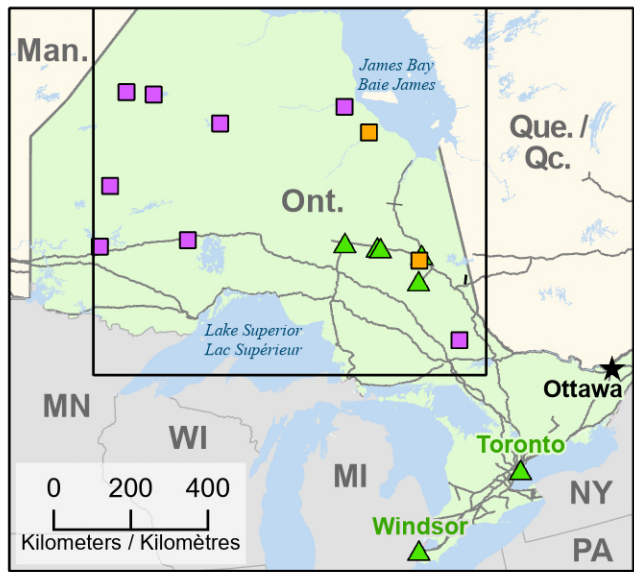 Man.
James Bay
Baie James
Que. /
Qc.
Ont.
Lake Superior
Lac Supérieur
Ottawa
MN
WI
MI
Toronto
NY
0 200 400
Kilometers / Kilomètres
Windsor
PA